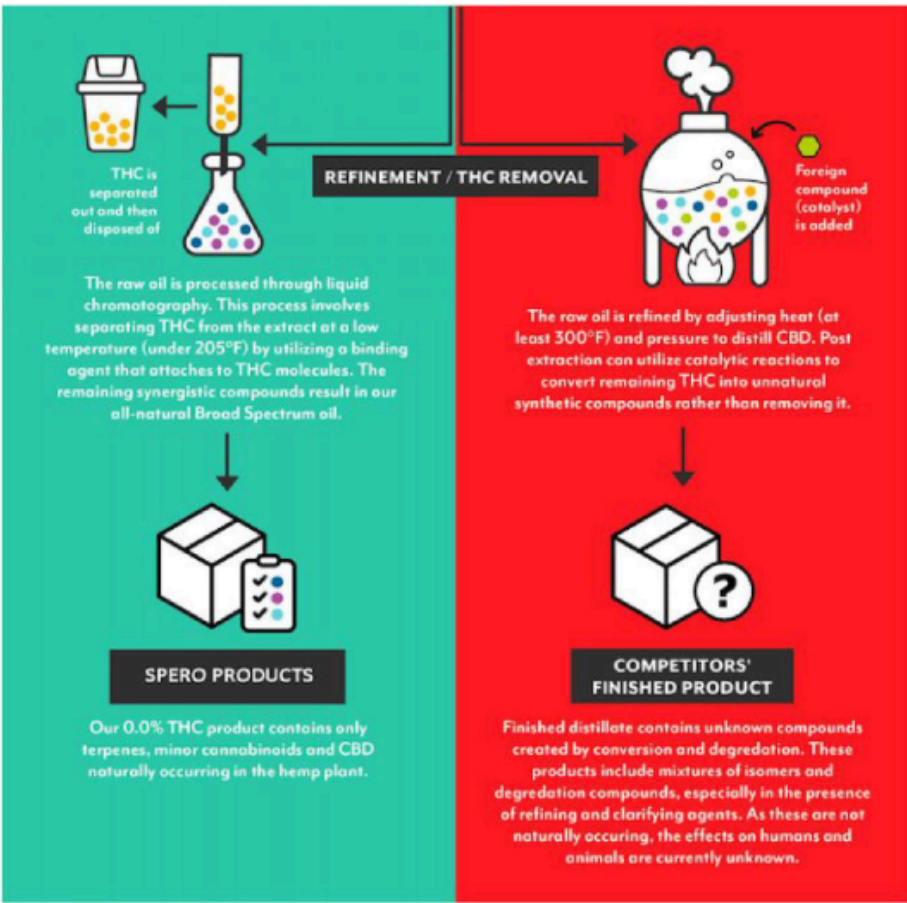 REFINEMENT / THC REMOVAL
THC is
separated
out and then
disposed of
The raw oil is processed through liquid
chromatography. This process involves
separating THC from the extract at a low
temperature (under 205°F) by utilizing a binding
agent that attaches to THC molecules. The
remaining synergistic compounds result in our
all-natural Broad Spectrum oil.
SPERO PRODUCTS
Our 0.0% THC product contains only
terpenes, minor cannabinoids and CBD
naturally occurring in the hemp plant.
Foreign
compound
(catalyst)
is added
The raw oil is refined by adjusting heat (at
least 300°F) and pressure to distill CBD. Post
extraction can utilize catalytic reactions to
convert remaining THC into unnatural
synthetic compounds rather than removing it.
?
COMPETITORS'
FINISHED PRODUCT
Finished distillate contains unknown compounds
created by conversion and degredation. These
products include mixtures of isomers and
degredation compounds, especially in the presence
of refining and clarifying agents. As these are not
naturally occuring, the effects on humans and
animals are currently unknown.